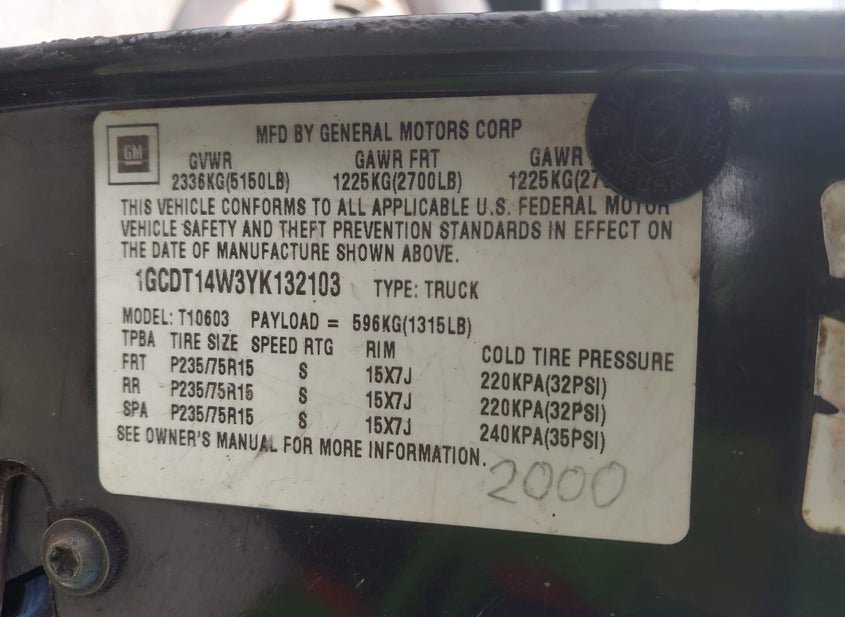 GM
MFD BY GENERAL MOTORS CORP
GVWR GAWR FRT GAWR
2336KG(5150LB) 1225KG(2700LB) 1225KG(27
THIS VEHICLE CONFORMS TO ALL APPLICABLE U.S. FEDERAL MOTOR
VEHICLE SAFETY AND THEFT PREVENTION STANDARDS IN EFFECT ON
THE DATE OF MANUFACTURE SHOWN ABOVE.
1GCDT14W3YK132103 TYPE: TRUCK
MODEL: T10603 PAYLOAD = 596KG(1315LB)
TPBA TIRE SIZE SPEED RTG RIM COLD TIRE PRESSURE
FRT P235/75R15 S 15X7J 220KPA(32PSI)
RR P235/75R15 S 15X7J 220KPA(32PSI)
SPA P235/75R15 S 15X7J 240KPA(35PSI)
SEE OWNER'S MANUAL FOR MORE INFORMATION.
2000